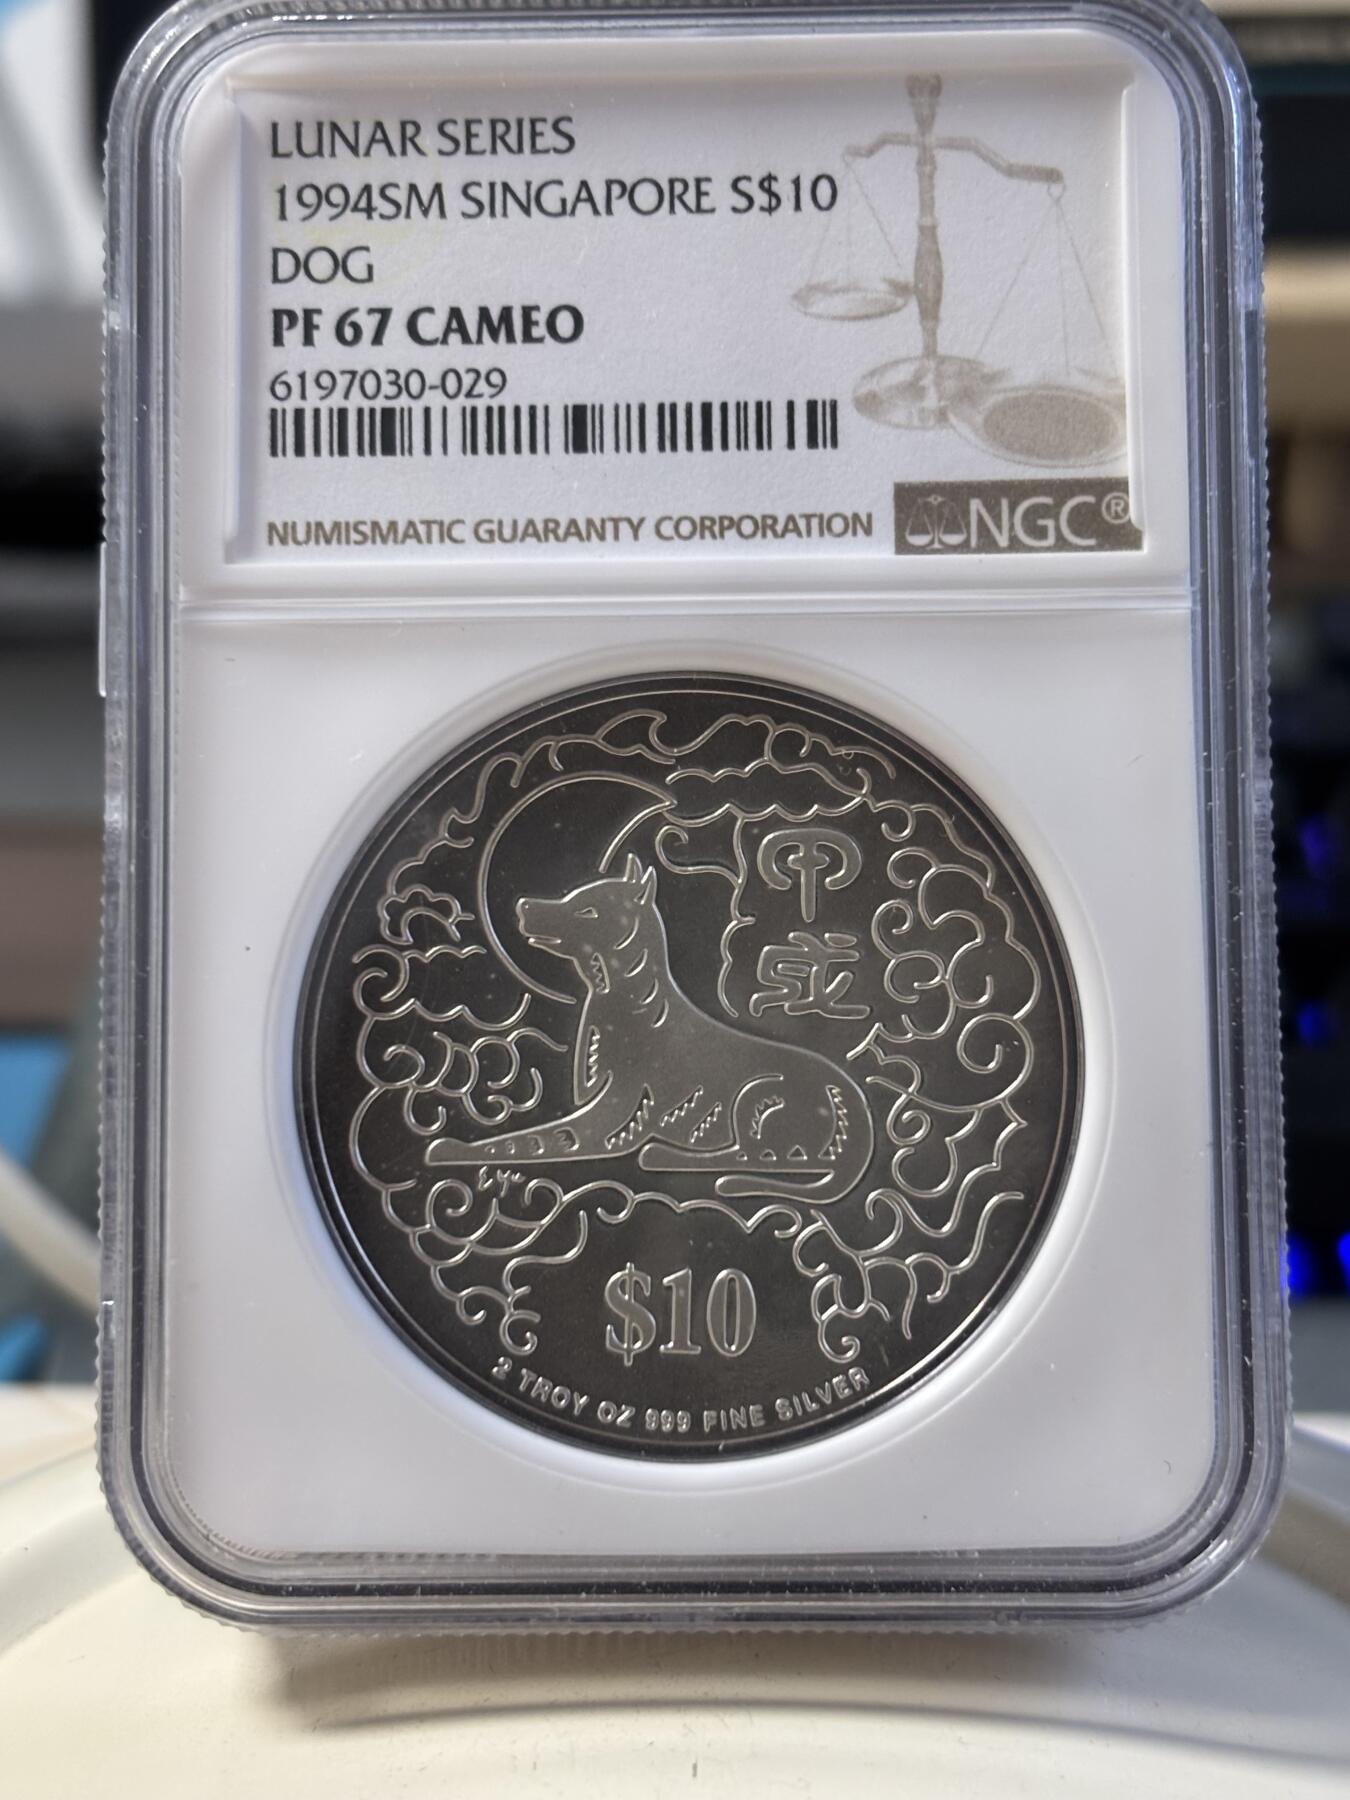 LUNAR SERIES
1994SM SINGAPORE S$10
DOG
PF 67 CAMEO
6197030-029
NUMISMATIC GUARANTY CORPORATION
NGC®
甲
戌
$10
2 TROY OZ 999 FINE SILVER